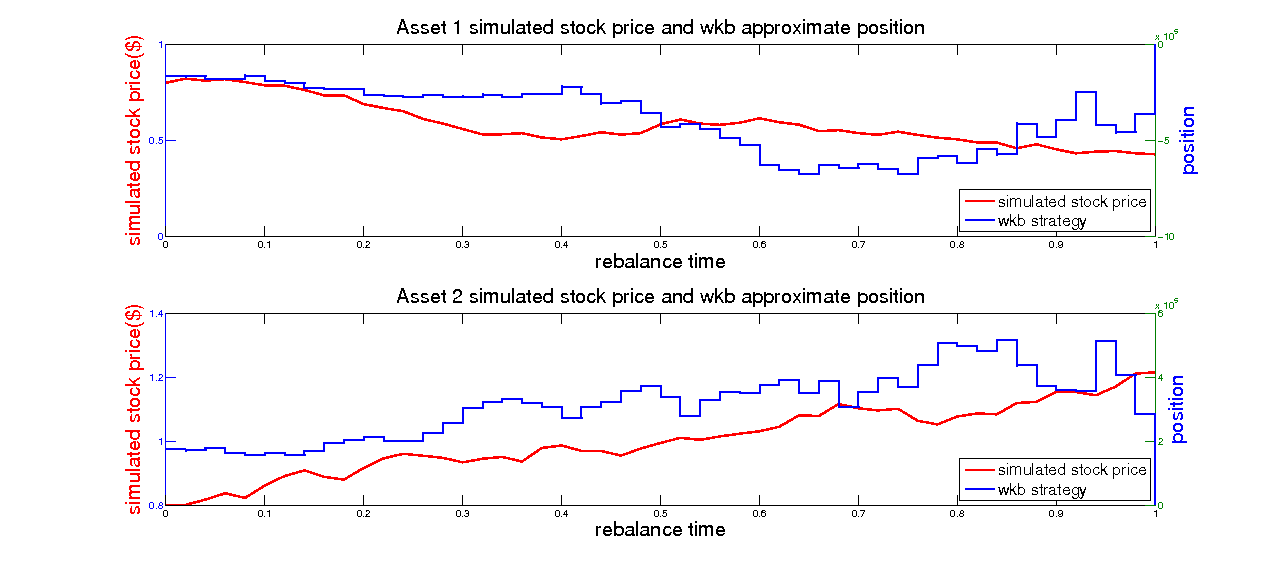 Asset 1 simulated stock price and wkb approximate position
x 10^5
simulated stock price($)
position
1
0.5
0
0
-5
-10
simulated stock price
wkb strategy
0 0.1 0.2 0.3 0.4 0.5 0.6 0.7 0.8 0.9 1
rebalance time
Asset 2 simulated stock price and wkb approximate position
x 10^5
simulated stock price($)
position
1.4
1.2
1
0.8
6
4
2
0
simulated stock price
wkb strategy
0 0.1 0.2 0.3 0.4 0.5 0.6 0.7 0.8 0.9 1
rebalance time